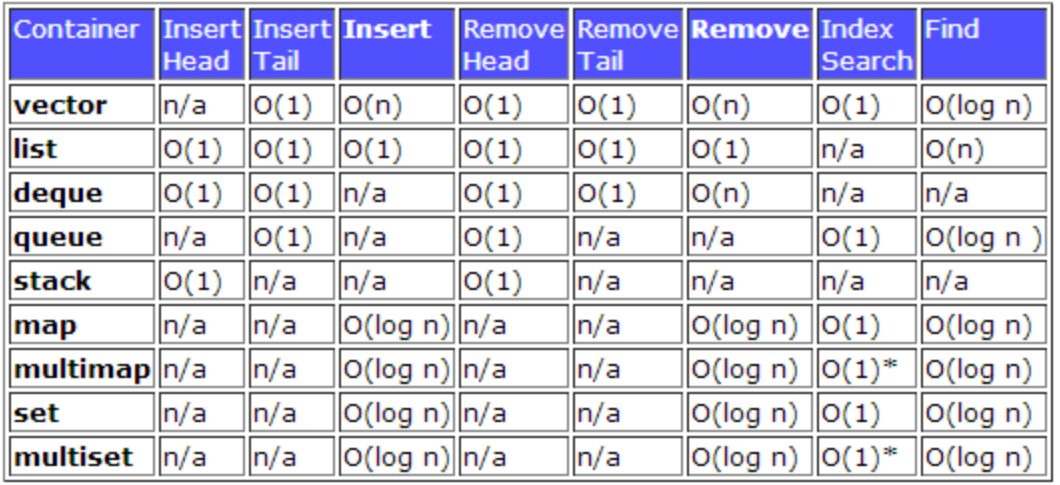 Container Insert Head Insert Tail Insert Remove Head Remove Tail Remove Index Search Find
vector n/a O(1) O(n) O(1) O(1) O(n) O(1) O(log n)
list O(1) O(1) O(1) O(1) O(1) O(1) n/a O(n)
deque O(1) O(1) n/a O(1) O(1) O(n) n/a n/a
queue n/a O(1) n/a O(1) n/a n/a O(1) O(log n )
stack O(1) n/a n/a O(1) n/a n/a n/a n/a
map n/a n/a O(log n) n/a n/a O(log n) O(1) O(log n)
multimap n/a n/a O(log n) n/a n/a O(log n) O(1)* O(log n)
set n/a n/a O(log n) n/a n/a O(log n) O(1) O(log n)
multiset n/a n/a O(log n) n/a n/a O(log n) O(1)* O(log n)